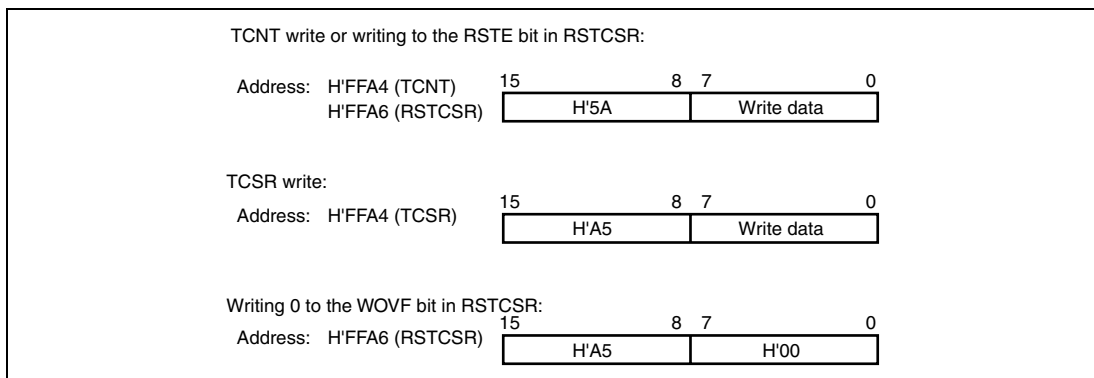 TCNT write or writing to the RSTE bit in RSTCSR:
15 8 7 0
Address: H'FFA4 (TCNT)
H'FFA6 (RSTCSR) H'5A Write data
TCSR write:
15 8 7 0
Address: H'FFA4 (TCSR) H'A5 Write data
Writing 0 to the WOVF bit in RSTCSR:
15 8 7 0
Address: H'FFA6 (RSTCSR) H'A5 H'00